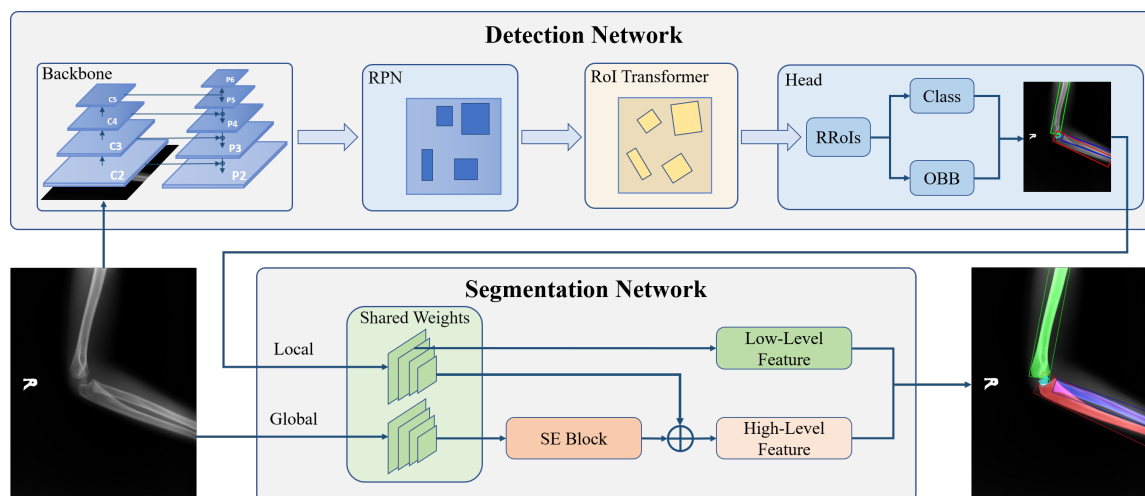 Detection Network
Backbone
C5
C4
C3
C2
P6
P5
P4
P3
P2
RPN
RoI Transformer
Head
RRoIs
Class
OBB
R
R
Segmentation Network
Shared Weights
Local
Global
Low-Level
Feature
SE Block
High-Level
Feature
R